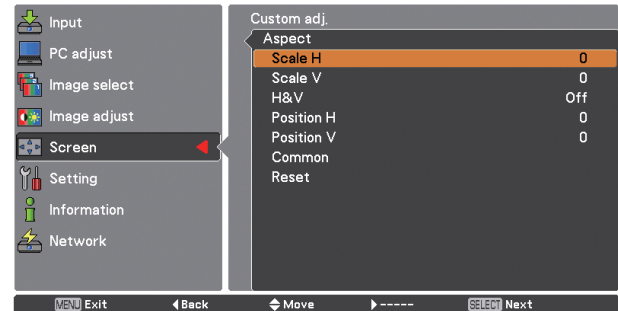 Input
PC adjust
Image select
Image adjust
Screen
Setting
Information
Network
Custom adj.
Aspect
Scale H 0
Scale V 0
H&V Off
Position H 0
Position V 0
Common
Reset
MENU Exit Back Move ----- SELECT Next